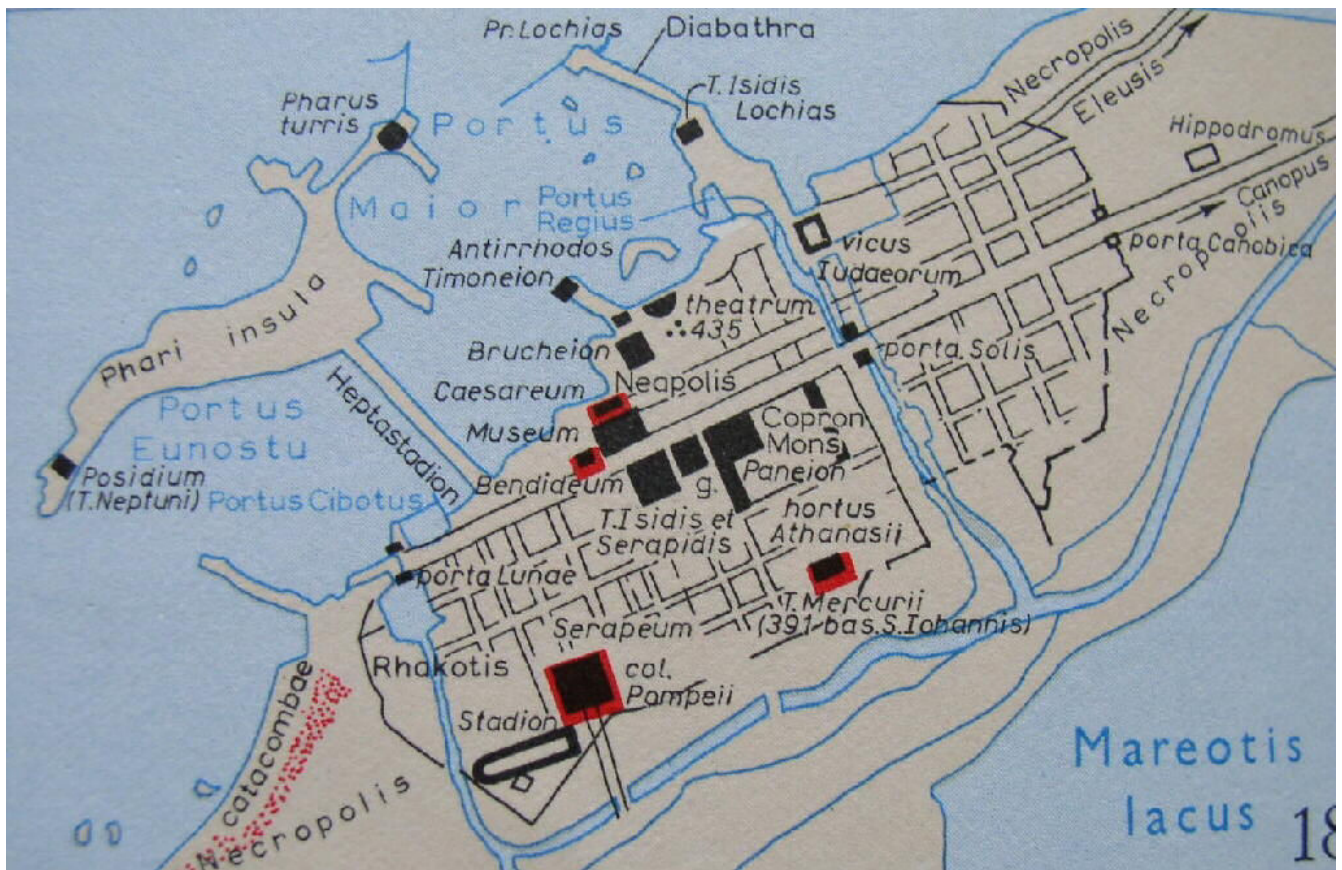 Pr. Lochias
Diabathra
Necropolis
Eleusis
Pharus
turris
Portus
T. Isidis
Lochias
Hippodromus
Maior
Portus
Regius
Canopus
Necropolis
vicus
Iudaeorum
porta Canobica
Antirrhodos
Timoneion
theatrum
435
Phari insula
Brucheion
porta Solis
Caesareum
Neapolis
Heptastadion
Portus
Eunostu
Museum
Copron
Mons
Paneion
Posidium
(T. Neptuni)
Portus Cibotus
Bendideum
g.
T. Isidis et
Serapidis
hortus
Athanasii
porta Lunae
T. Mercurii
(391 bas. S. Iohannis)
Serapeum
Rhakotis
col.
Pompeii
Stadion
catacombae
Necropolis
Mareotis
lacus
18